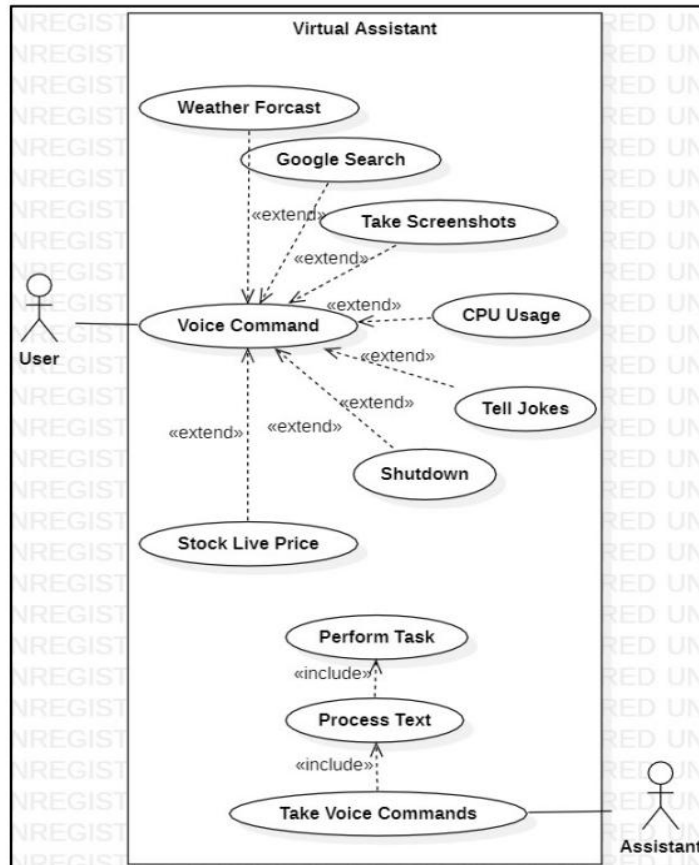 Virtual Assistant
Weather Forcast
Google Search
«extend»
Take Screenshots
«extend»
«extend»
CPU Usage
Voice Command
User
«extend»
Tell Jokes
«extend»
«extend»
Shutdown
Stock Live Price
Perform Task
«include»
Process Text
«include»
Take Voice Commands
Assistant